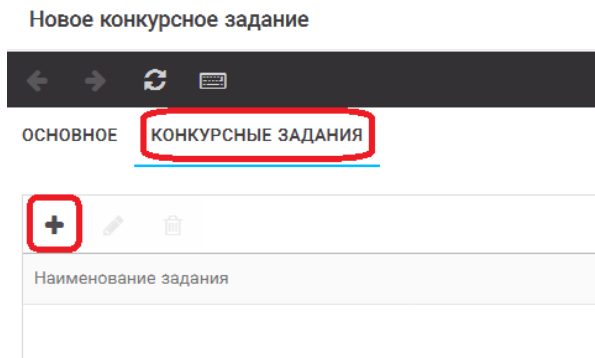 Новое конкурсное задание
ОСНОВНОЕ КОНКУРСНЫЕ ЗАДАНИЯ
Наименование задания